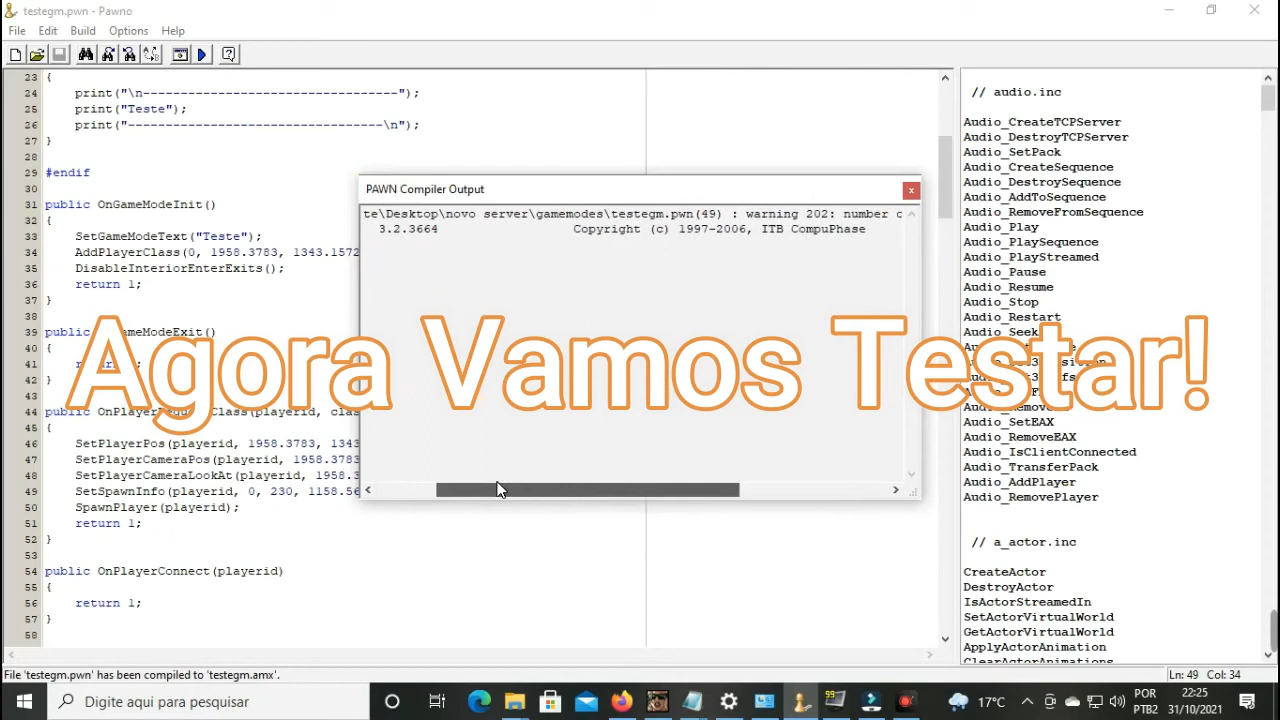 testegm.pwn - Pawno
File Edit Build Options Help
23 {
24 print("\n----------------------------------");
25 print("Teste");
26 print("----------------------------------\n");
27 }
28
29 #endif
30
31 public OnGameModeInit()
32 {
33 SetGameModeText("Teste");
34 AddPlayerClass(0, 1958.3783, 1343.1572
35 DisableInteriorEnterExits();
36 return 1;
37 }
38
39 public
40 {
41
42 }
43
44 public
45 {
46 SetPlayerPos(playerid, 1958.3783, 1343
47 SetPlayerCameraPos(playerid, 1958.3783
48 SetPlayerCameraLookAt(playerid, 1958.3
49 SetSpawnInfo(playerid, 0, 230, 1158.56
50 SpawnPlayer(playerid);
51 return 1;
52 }
53
54 public OnPlayerConnect(playerid)
55 {
56 return 1;
57 }
58
PAWN Compiler Output
te\Desktop\novo server\gamemodes\testegm.pwn(49) : warning 202: number
3.2.3664 Copyright (c) 1997-2006, ITB CompuPhase
Agora Vamos Testar!
// audio.inc
Audio_CreateTCPServer
Audio_DestroyTCPServer
Audio_SetPack
Audio_CreateSequence
Audio_DestroySequence
Audio_AddToSequence
Audio_RemoveFromSequence
Audio_Play
Audio_PlaySequence
Audio_PlayStreamed
Audio_Pause
Audio_Resume
Audio_Stop
Audio_Restart
Audio_SetEAX
Audio_RemoveEAX
Audio_IsClientConnected
Audio_TransferPack
Audio_AddPlayer
Audio_RemovePlayer
// a_actor.inc
CreateActor
DestroyActor
IsActorStreamedIn
SetActorVirtualWorld
GetActorVirtualWorld
ApplyActorAnimation
ClearActorAnimations
File 'testegm.pwn' has been compiled to 'testegm.amx'.
Ln: 49 Col: 34
Digite aqui para pesquisar
17°C
POR
PTB2
22:25
31/10/2021